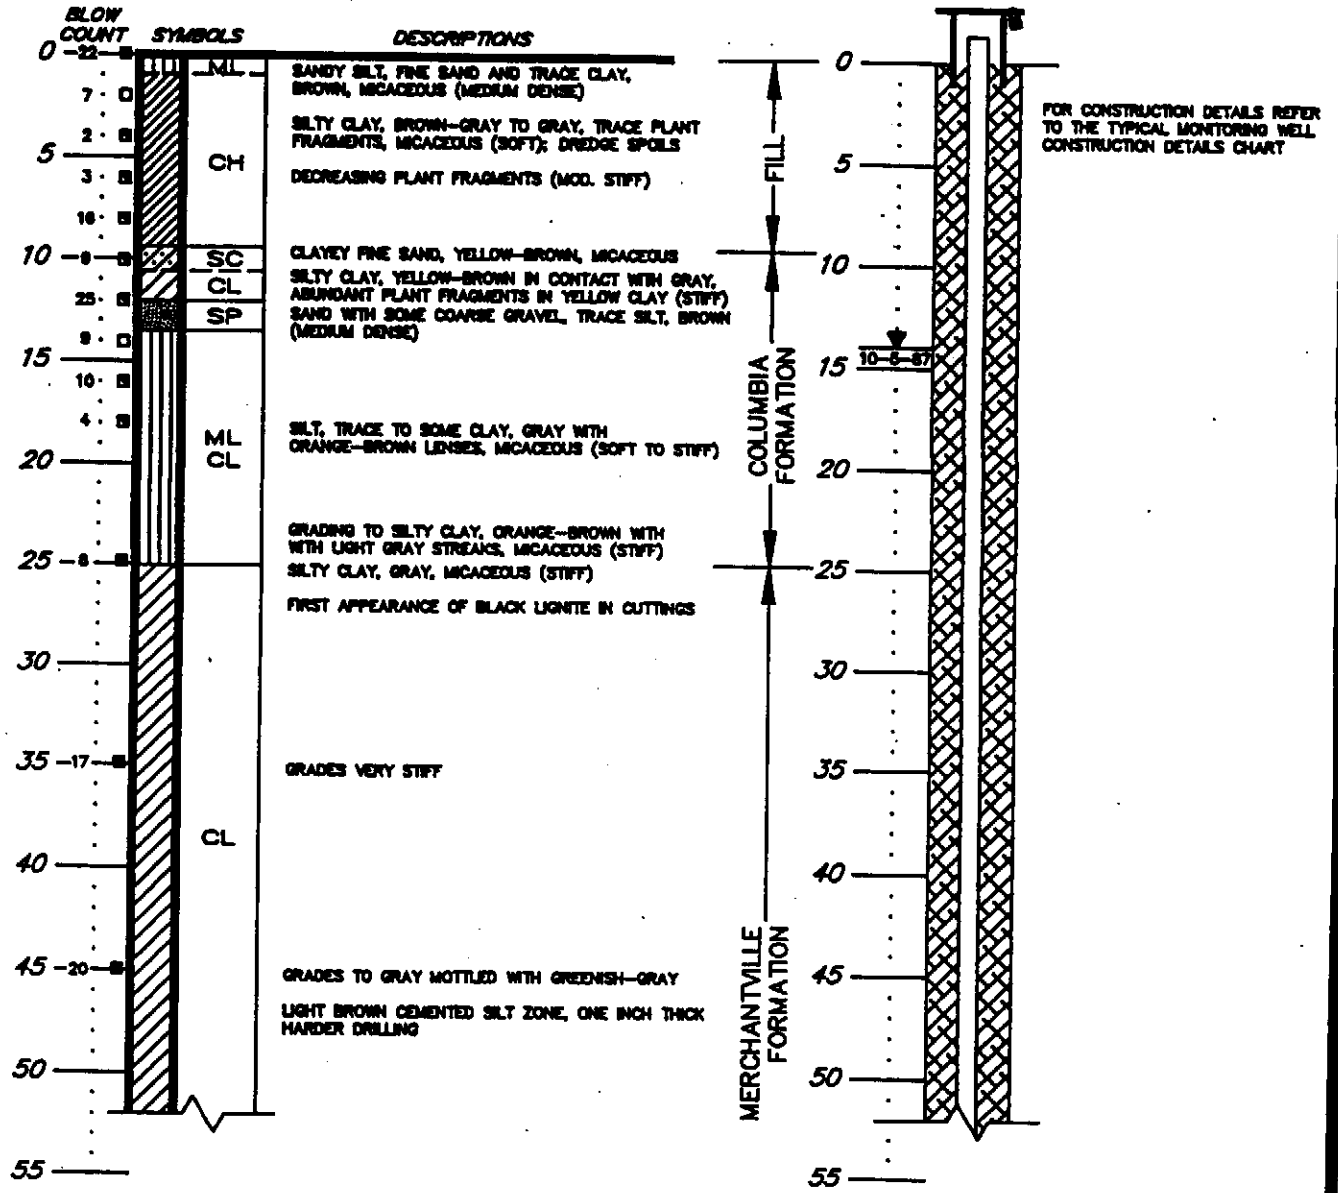 BLOW
COUNT SYMBOLS DESCRIPTIONS
0 -22
ML
SANDY SILT, FINE SAND AND TRACE CLAY,
BROWN, MICACEOUS (MEDIUM DENSE)
7
2
SILTY CLAY, BROWN-GRAY TO GRAY, TRACE PLANT
FRAGMENTS, MICACEOUS (SOFT); DREDGE SPOILS
5
CH
3
DECREASING PLANT FRAGMENTS (MOD. STIFF)
16
10
SC
CLAYEY FINE SAND, YELLOW-BROWN, MICACEOUS
CL
SILTY CLAY, YELLOW-BROWN IN CONTACT WITH GRAY,
ABUNDANT PLANT FRAGMENTS IN YELLOW CLAY (STIFF)
25
SP
SAND WITH SOME COARSE GRAVEL, TRACE SILT, BROWN
(MEDIUM DENSE)
9
15
10
4
ML
CL
SILT, TRACE TO SOME CLAY, GRAY WITH
ORANGE-BROWN LENSES, MICACEOUS (SOFT TO STIFF)
20
GRADING TO SILTY CLAY, ORANGE-BROWN WITH
WITH LIGHT GRAY STREAKS, MICACEOUS (STIFF)
25
SILTY CLAY, GRAY, MICACEOUS (STIFF)
FIRST APPEARANCE OF BLACK LIGNITE IN CUTTINGS
30
35 -17
GRADES VERY STIFF
CL
40
45 -20
GRADES TO GRAY MOTTLED WITH GREENISH-GRAY
LIGHT BROWN CEMENTED SILT ZONE, ONE INCH THICK
HARDER DRILLING
50
55
FILL
COLUMBIA
FORMATION
MERCHANTVILLE
FORMATION
0
5
10
15
20
25
30
35
40
45
50
55
FOR CONSTRUCTION DETAILS REFER
TO THE TYPICAL MONITORING WELL
CONSTRUCTION DETAILS CHART